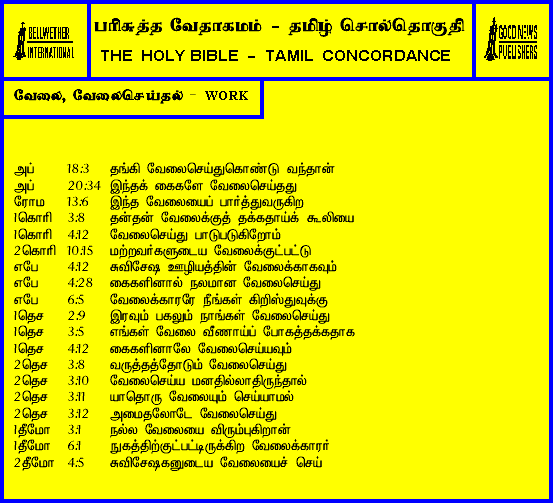 BELLWETHER INTERNATIONAL
பரிசுத்த வேதாகமம் - தமிழ் சொல்தொகுதி
THE HOLY BIBLE - TAMIL CONCORDANCE
GOOD NEWS PUBLISHERS
வேலை, வேலைசெய்தல் - WORK
அப் 18:3 தங்கி வேலைசெய்துகொண்டு வந்தான்
அப் 20:34 இந்தக் கைகளே வேலைசெய்தது
ரோம 13:6 இந்த வேலையைப் பார்த்துவருகிற
1கொரி 3:8 தன்தன் வேலைக்குத் தக்கதாய்க் கூலியை
1கொரி 4:12 வேலைசெய்து பாடுபடுகிறோம்
2கொரி 10:15 மற்றவர்களுடைய வேலைக்குட்பட்டு
எபே 4:12 சுவிசேஷ ஊழியத்தின் வேலைக்காகவும்
எபே 4:28 கைகளினால் நலமான வேலைசெய்து
எபே 6:5 வேலைக்காரரே நீங்கள் கிறிஸ்துவுக்கு
1தெச 2:9 இரவும் பகலும் நாங்கள் வேலைசெய்து
1தெச 3:5 எங்கள் வேலை வீணாய்ப் போகத்தக்கதாக
1தெச 4:12 கைகளினாலே வேலைசெய்யவும்
2தெச 3:8 வருத்தத்தோடும் வேலைசெய்து
2தெச 3:10 வேலைசெய்ய மனதில்லாதிருந்தால்
2தெச 3:11 யாதொரு வேலையும் செய்யாமல்
2தெச 3:12 அமைதலோடே வேலைசெய்து
1தீமோ 3:1 நல்ல வேலையை விரும்புகிறான்
1தீமோ 6:1 நுகத்திற்குட்பட்டிருக்கிற வேலைக்காரர்
2தீமோ 4:5 சுவிசேஷகனுடைய வேலையைச் செய்